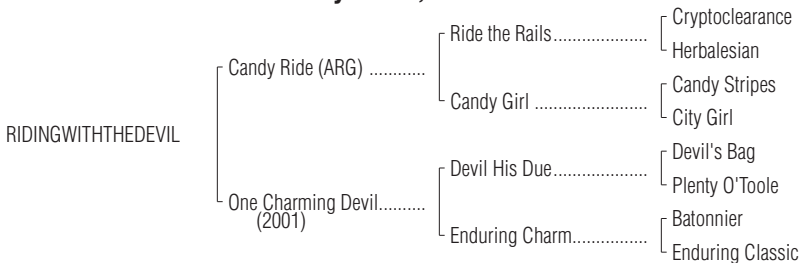 Cryptoclearance
Ride the Rails....................
Herbalesian
Candy Ride (ARG) ............
Candy Stripes
Candy Girl ........................
City Girl
RIDINGWITHTHEDEVIL
Devil's Bag
Devil His Due....................
Plenty O'Toole
One Charming Devil..........
(2001)
Batonnier
Enduring Charm................
Enduring Classic